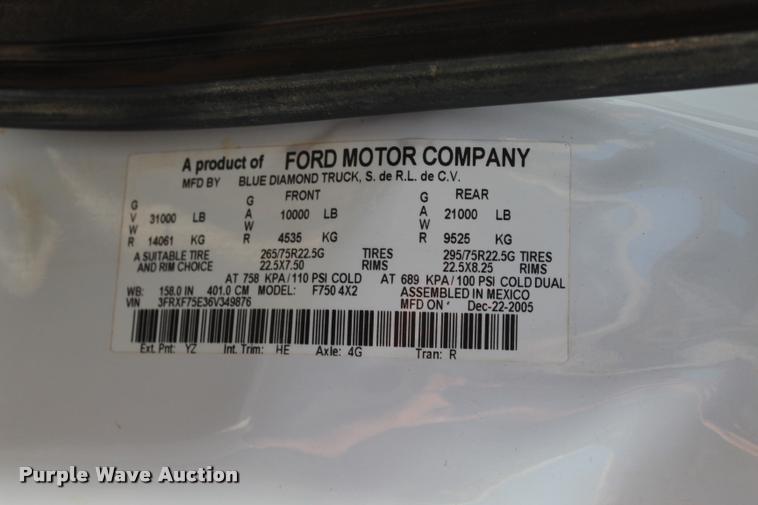 A product of FORD MOTOR COMPANY
MFD BY BLUE DIAMOND TRUCK, S. de R.L. de C.V.
FRONT REAR
GVWR 31000 LB GAWR 10000 LB GAWR 21000 LB
14061 KG 4535 KG 9525 KG
A SUITABLE TIRE 265/75R22.5G TIRES 295/75R22.5G TIRES
AND RIM CHOICE 22.5X7.50 RIMS 22.5X8.25 RIMS
AT 758 KPA/110 PSI COLD AT 689 KPA/100 PSI COLD DUAL
WB: 158.0 IN 401.0 CM MODEL: F750 4X2 ASSEMBLED IN MEXICO
VIN 3FRXF75E36V349876 MFD ON Dec-22-2005
Ext. Pnt: YZ Int. Trim: HE Axle: 4G Tran: R
Purple Wave Auction